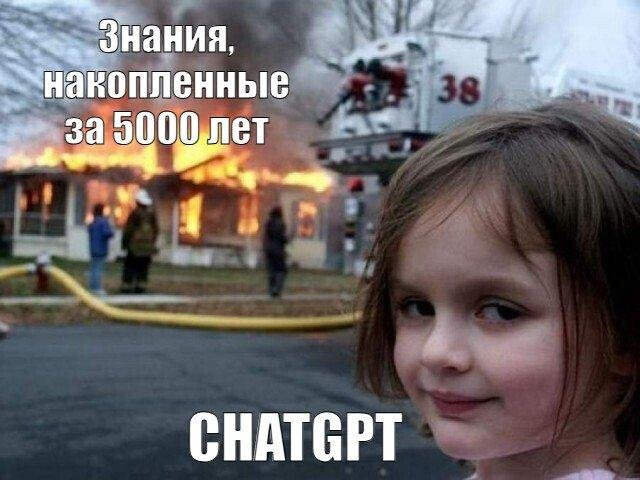 Знания,
накопленные
за 5000 лет
38
CHATGPT